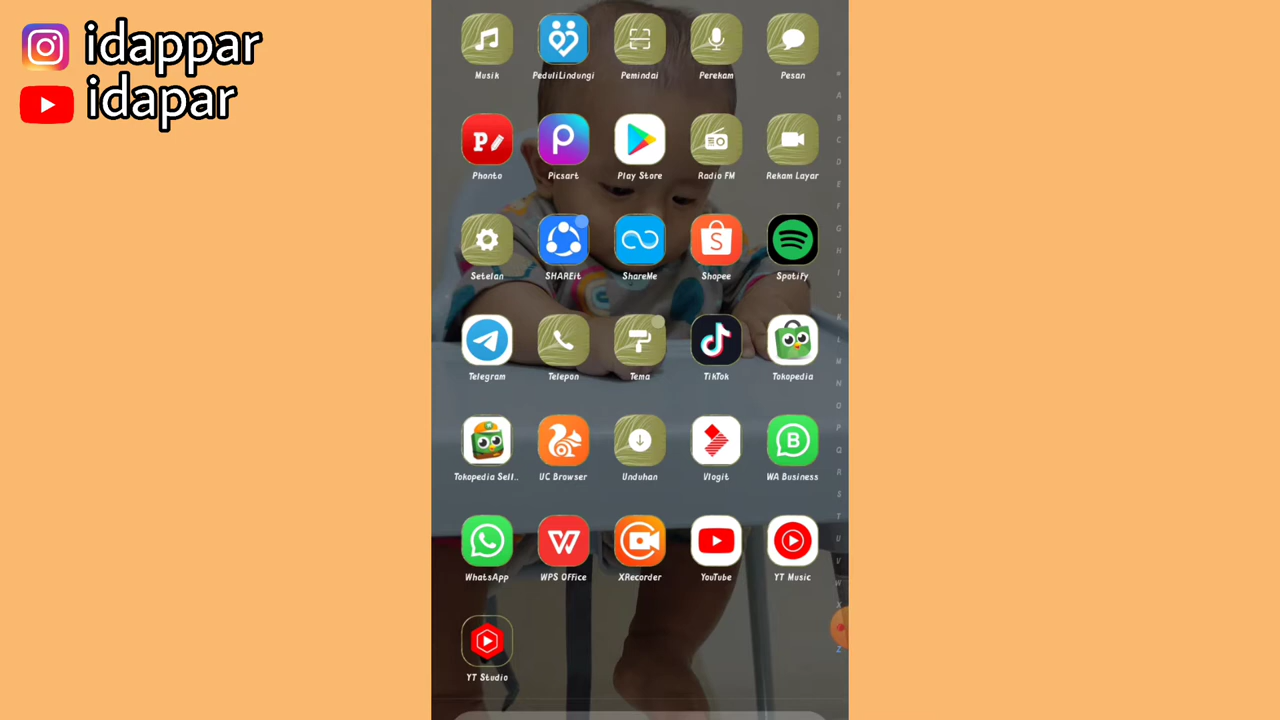 idappar
idapar
Musik PeduliLindungi Pemindai Perekam Pesan
Phonto Picsart Play Store Radio FM Rekam Layar
Setelan SHAREit ShareMe Shopee Spotify
Telegram Telepon Tema TikTok Tokopedia
Tokopedia Sell.. UC Browser Unduhan Vlogit WA Business
WhatsApp WPS Office XRecorder YouTube YT Music
YT Studio
#
A
B
C
D
E
F
G
H
I
J
K
L
M
N
O
P
Q
R
S
T
U
V
W
X
Z